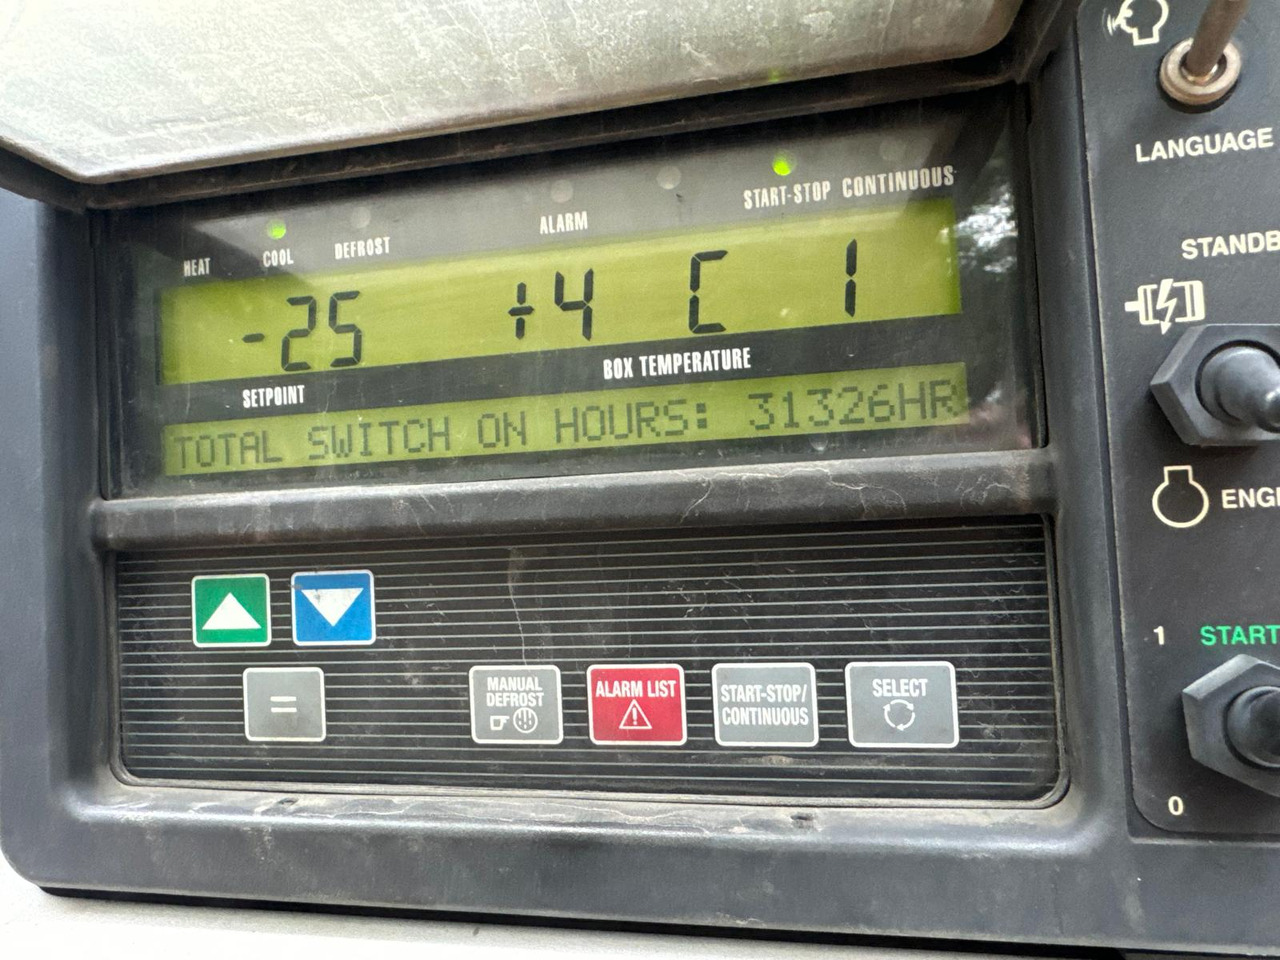 LANGUAGE
START-STOP CONTINUOUS
ALARM
HEAT COOL DEFROST
-25 +4 C 1
SETPOINT BOX TEMPERATURE
TOTAL SWITCH ON HOURS: 31326HR
MANUAL DEFROST
ALARM LIST
START-STOP/
CONTINUOUS
SELECT
=
STANDB
ENGI
1 START
0